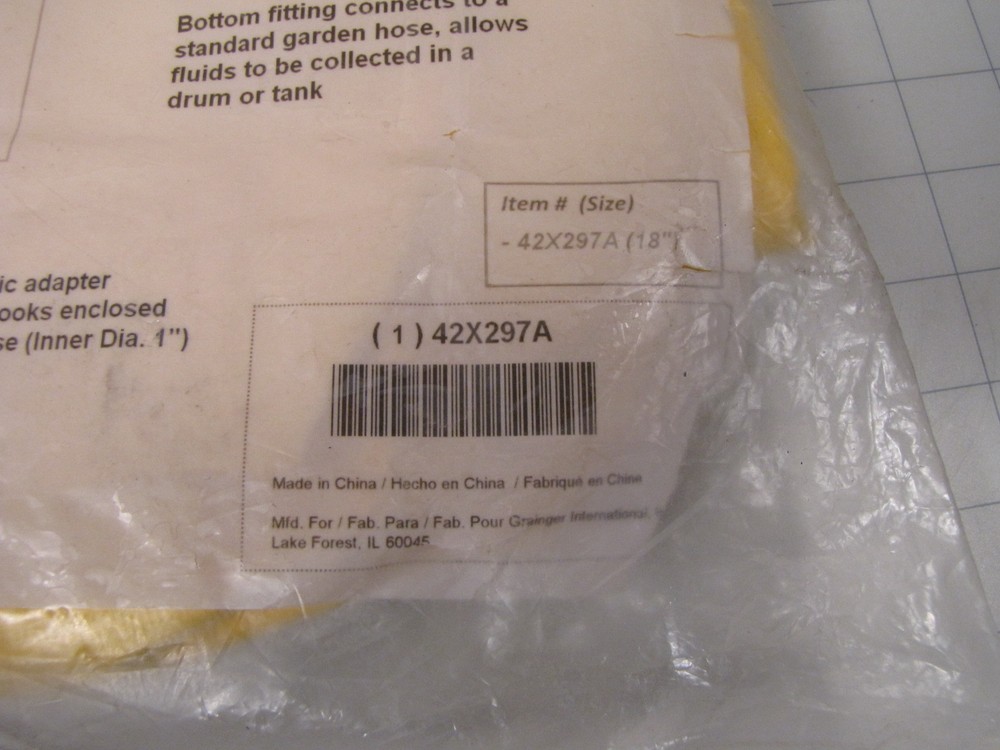 Bottom fitting connects to a
standard garden hose, allows
fluids to be collected in a
drum or tank
Item # (Size)
- 42X297A (18")
ic adapter
ooks enclosed
se (Inner Dia. 1")
( 1 ) 42X297A
Made in China / Hecho en China / Fabriqué en Chine
Mfd. For / Fab. Para / Fab. Pour Grainger International,
Lake Forest, IL 60045